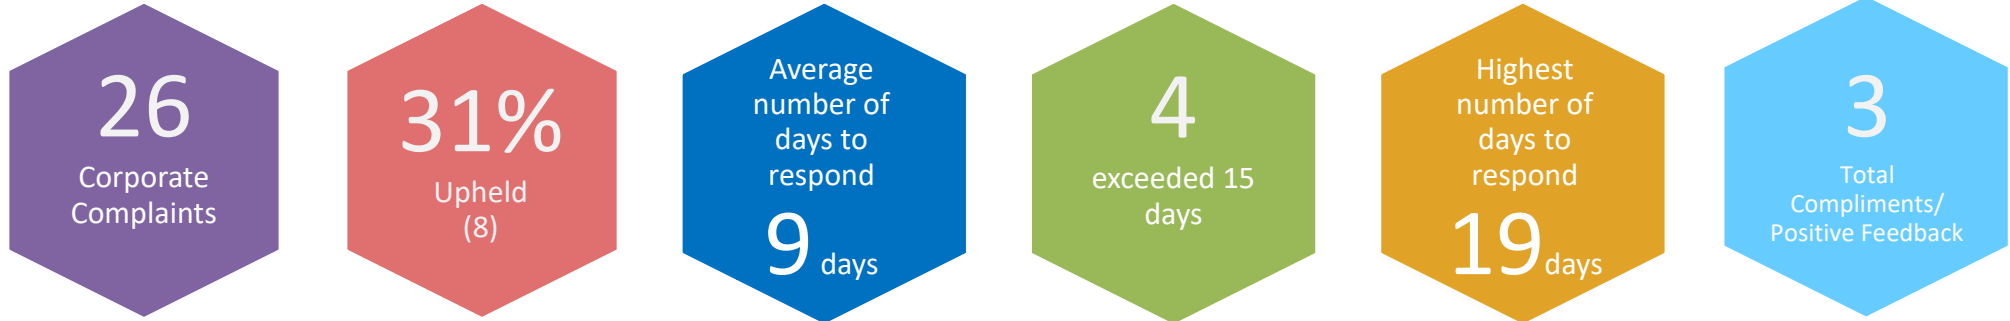 26
Corporate
Complaints
31%
Upheld
(8)
Average
number of
days to
respond
9 days
4
exceeded 15
days
Highest
number of
days to
respond
19 days
3
Total
Compliments/
Positive Feedback